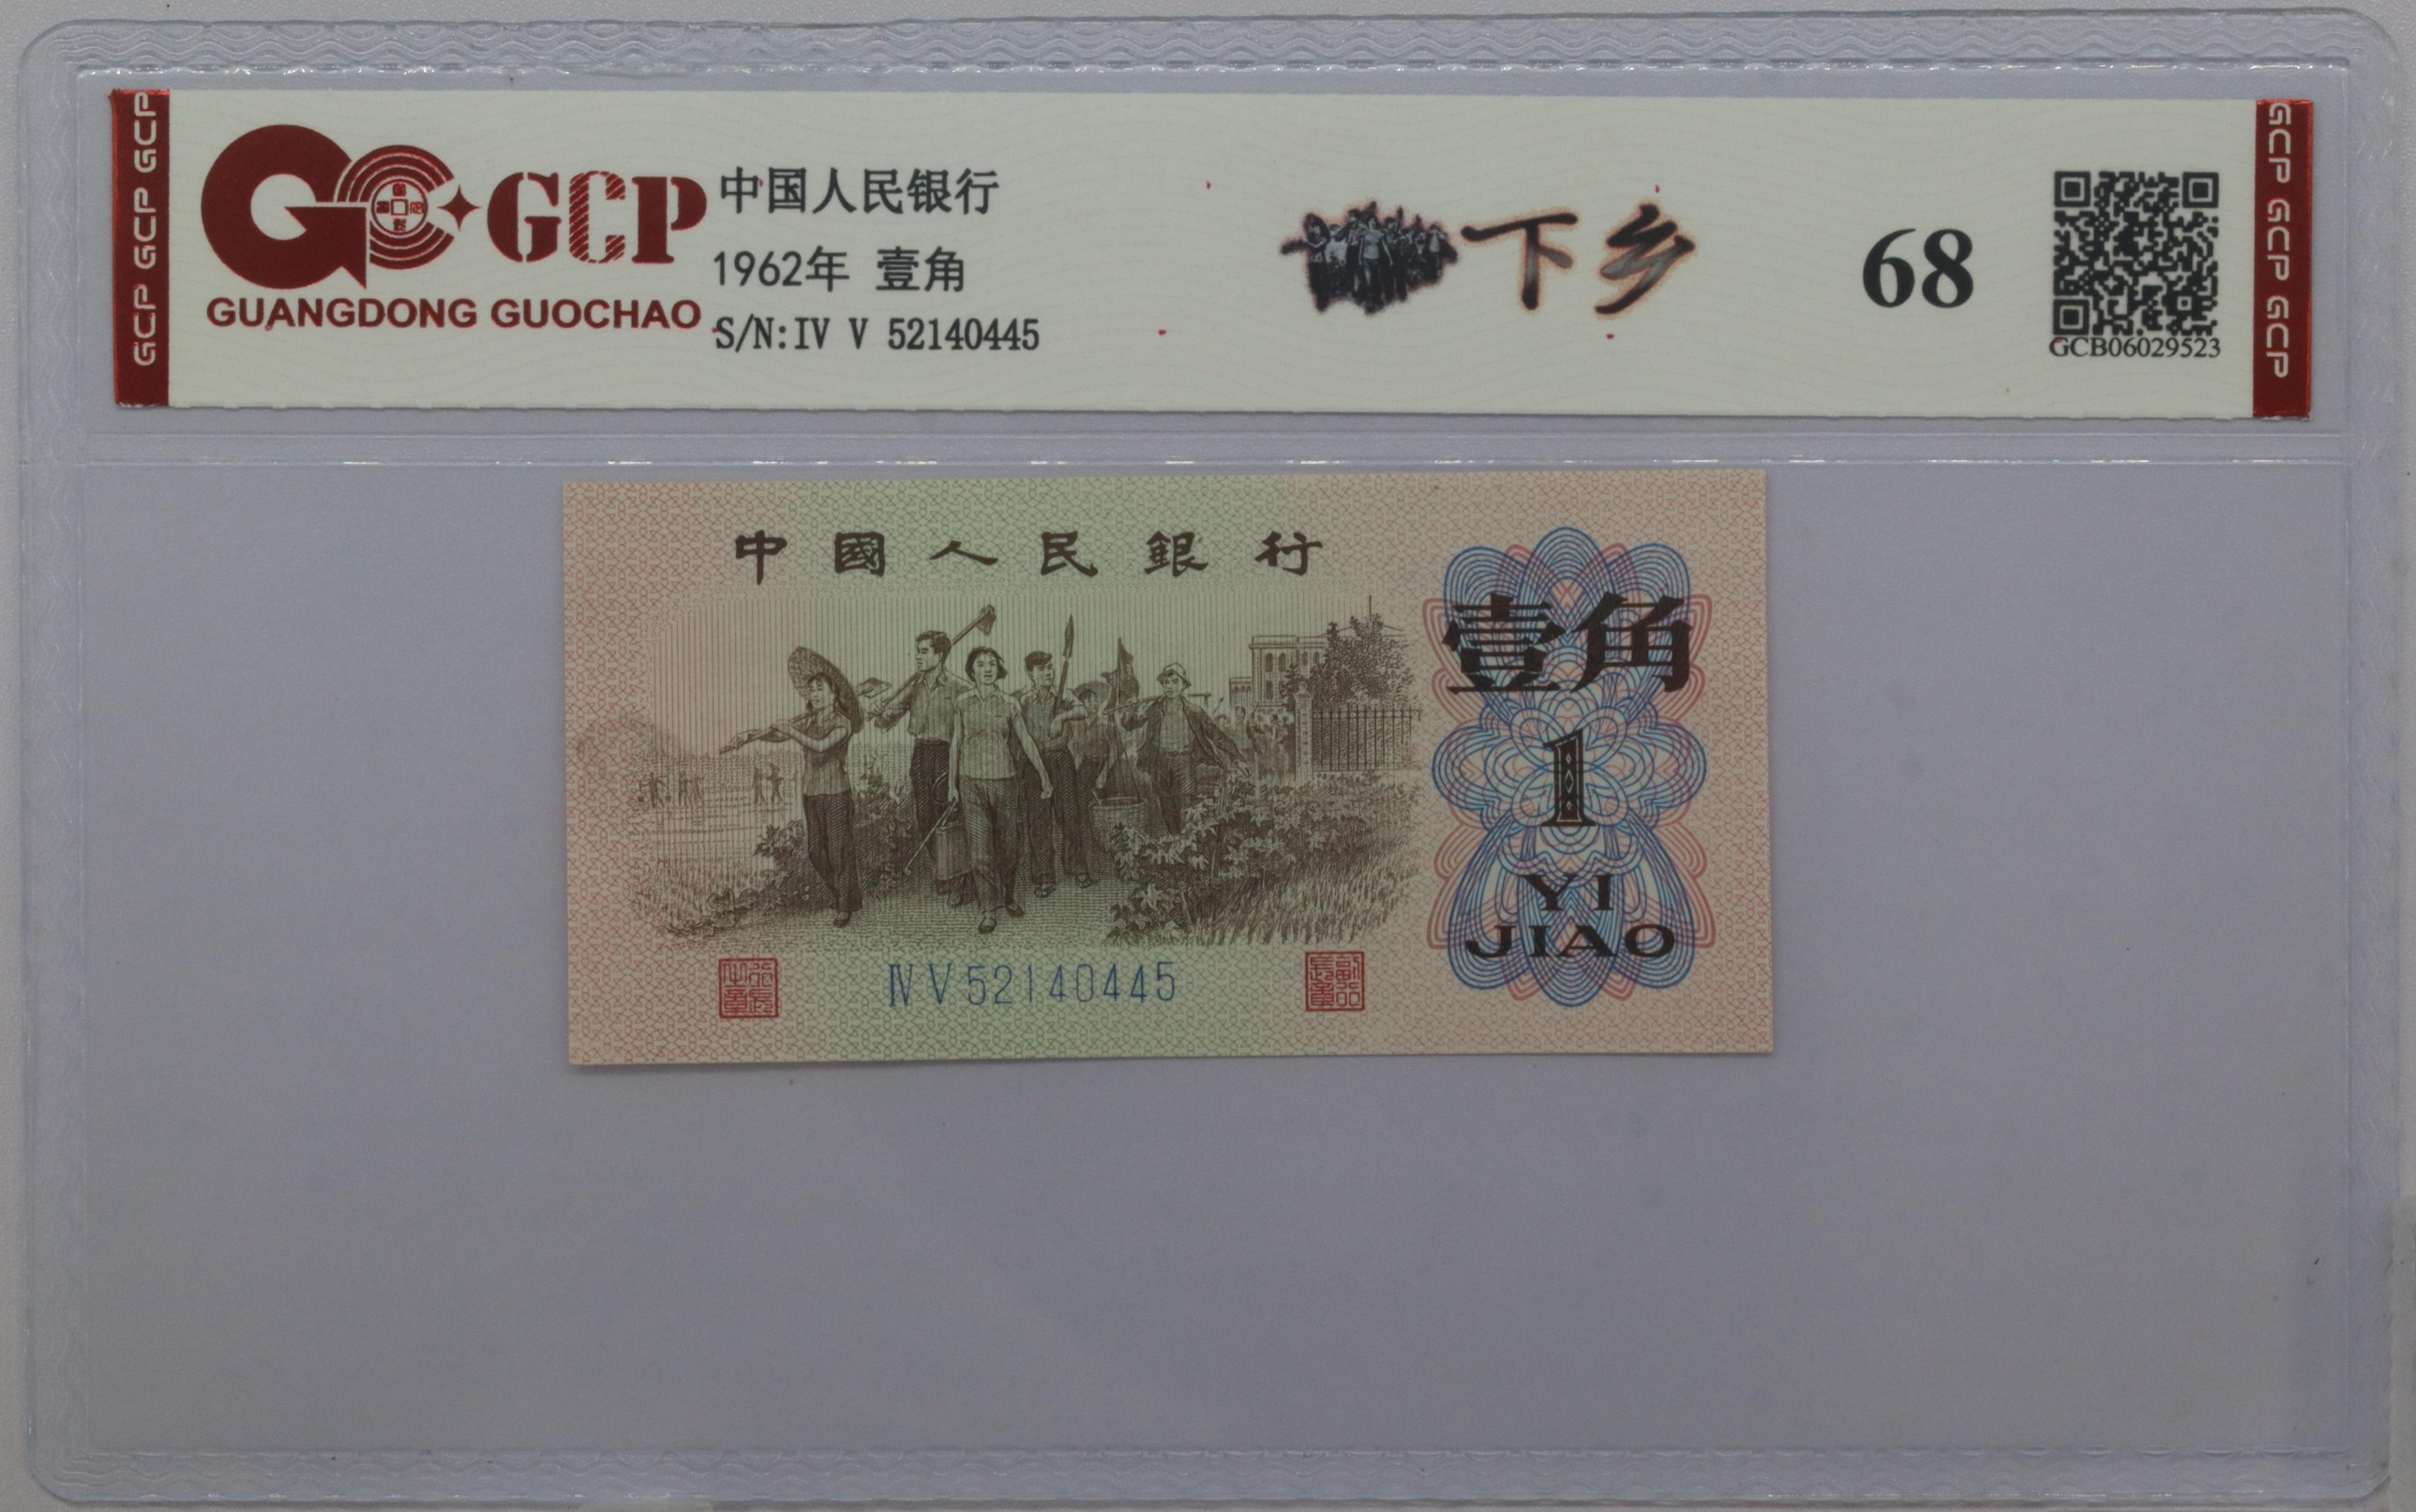 GCP GCP GCP
GCP
GUANGDONG GUOCHAO
中国人民银行
1962年 壹角
S/N:IV V 52140445
下乡
68
GCB06029523
GCP GCP GCP
中國人民銀行
壹角
1
YI
JIAO
IV V 52140445